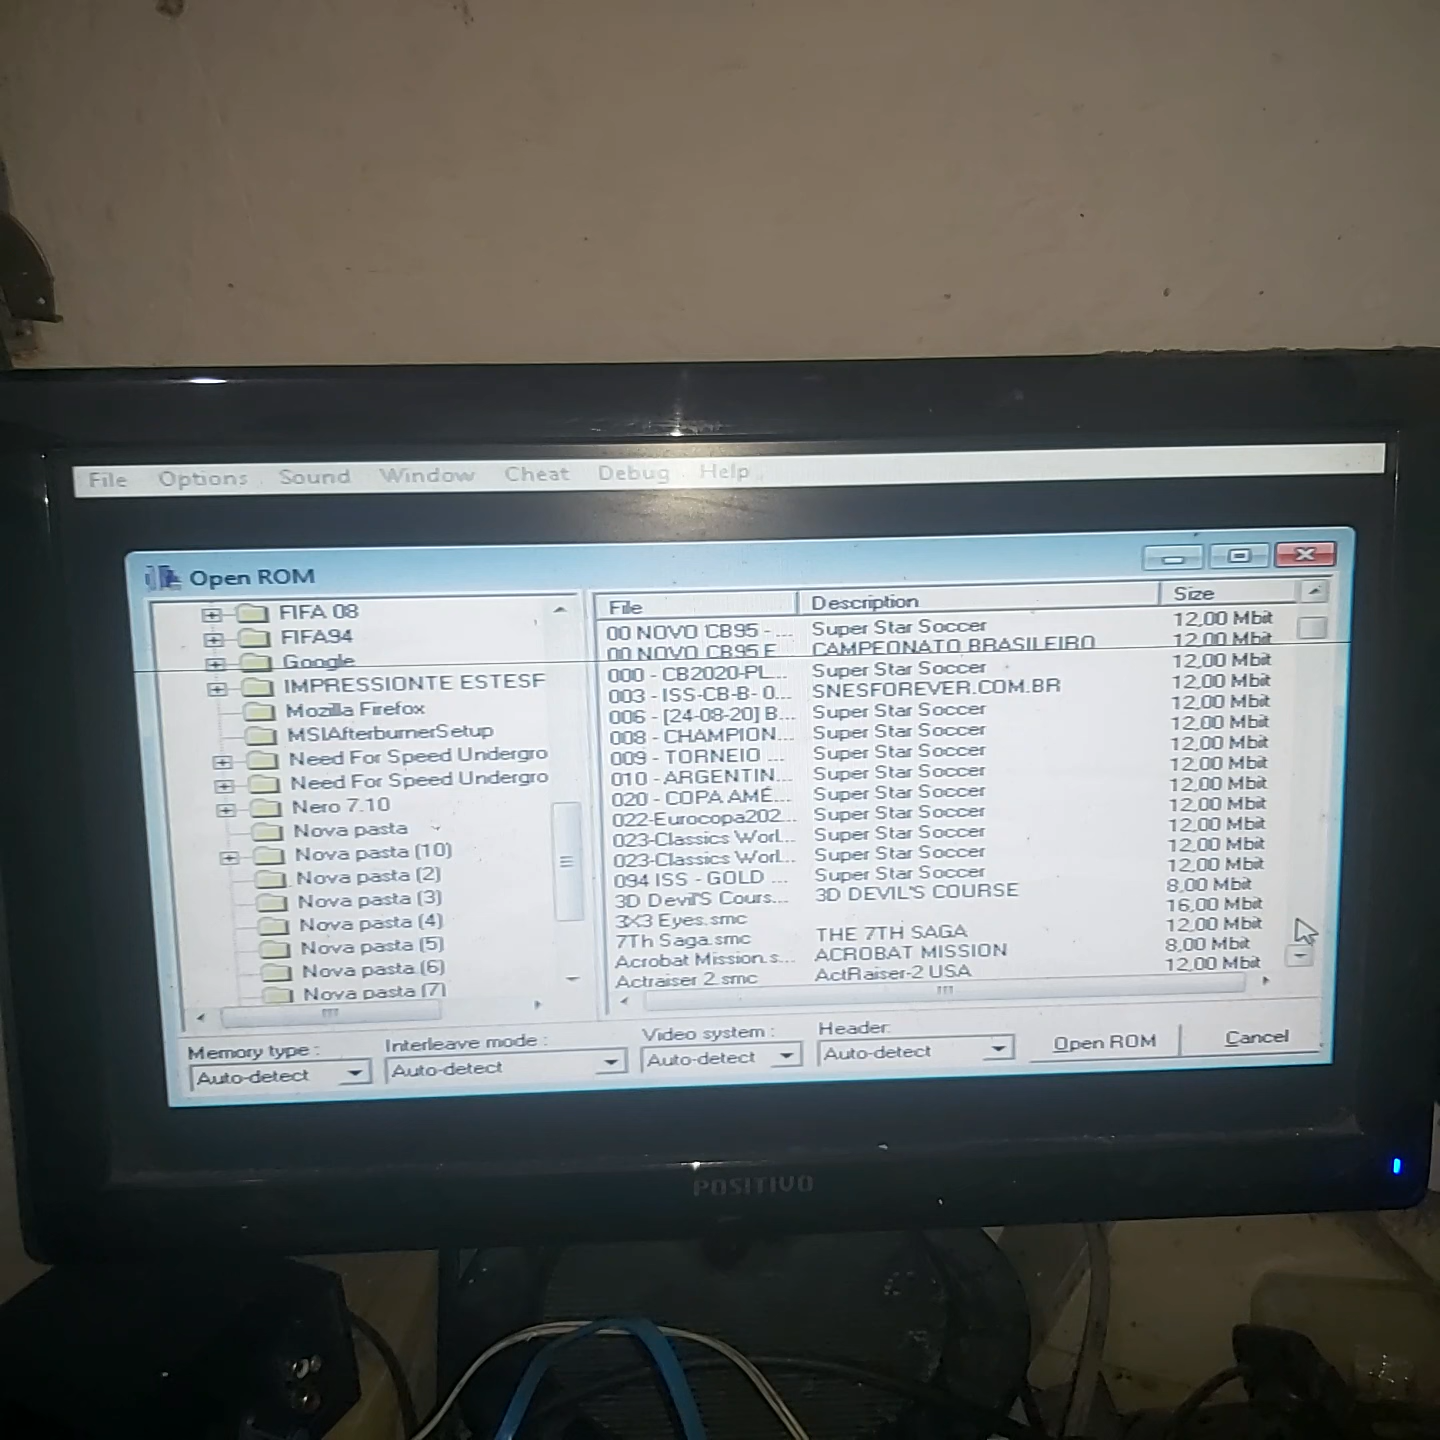 File Options Sound Window Cheat Debug Help
Open ROM
FIFA 08
FIFA94
Google
IMPRESSIONTE ESTESF
Mozilla Firefox
MSIAfterburnerSetup
Need For Speed Undergro
Need For Speed Undergro
Nero 7.10
Nova pasta
Nova pasta (10)
Nova pasta (2)
Nova pasta (3)
Nova pasta (4)
Nova pasta (5)
Nova pasta (6)
Nova pasta (7)
File Description Size
00 NOVO CB95 - ... Super Star Soccer 12,00 Mbit
00 NOVO CB95 F CAMPEONATO BRASILEIRO 12,00 Mbit
000 - CB2020-PL... Super Star Soccer 12,00 Mbit
003 - ISS-CB-B- 0... SNESFOREVER.COM.BR 12,00 Mbit
006 - [24-08-20] B... Super Star Soccer 12,00 Mbit
008 - CHAMPION... Super Star Soccer 12,00 Mbit
009 - TORNEIO ... Super Star Soccer 12,00 Mbit
010 - ARGENTIN... Super Star Soccer 12,00 Mbit
020 - COPA AMÉ... Super Star Soccer 12,00 Mbit
022-Eurocopa202... Super Star Soccer 12,00 Mbit
023-Classics Worl... Super Star Soccer 12,00 Mbit
023-Classics Worl... Super Star Soccer 12,00 Mbit
094 ISS - GOLD ... Super Star Soccer 12,00 Mbit
3D Devil'S Cours... 3D DEVIL'S COURSE 8,00 Mbit
3X3 Eyes.smc 16,00 Mbit
7Th Saga.smc THE 7TH SAGA 12,00 Mbit
Acrobat Mission.s... ACROBAT MISSION 8,00 Mbit
Actraiser 2.smc ActRaiser-2 USA 12,00 Mbit
Memory type : Interleave mode : Video system : Header:
Auto-detect Auto-detect Auto-detect Auto-detect Open ROM Cancel
POSITIVO